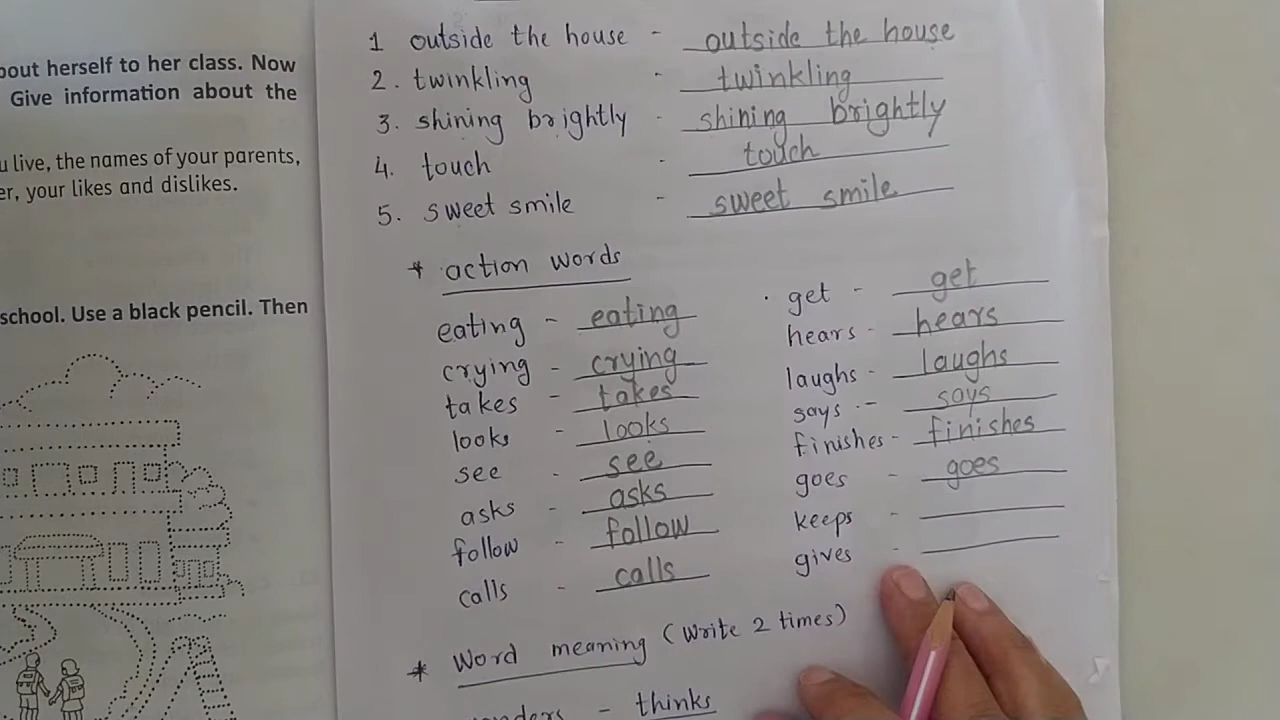 bout herself to her class. Now
Give information about the
u live, the names of your parents,
er, your likes and dislikes.
school. Use a black pencil. Then
1 outside the house - outside the house
2. twinkling - twinkling
3. shining brightly - shining brightly
4. touch - touch
5. sweet smile - sweet smile
* action words
eating - eating
crying - crying
takes - takes
looks - looks
see - see
asks - asks
follow - follow
calls - calls
get - get
hears - hears
laughs - laughs
says - says
finishes - finishes
goes - goes
keeps -
gives -
* Word meaning (Write 2 times)
- thinks